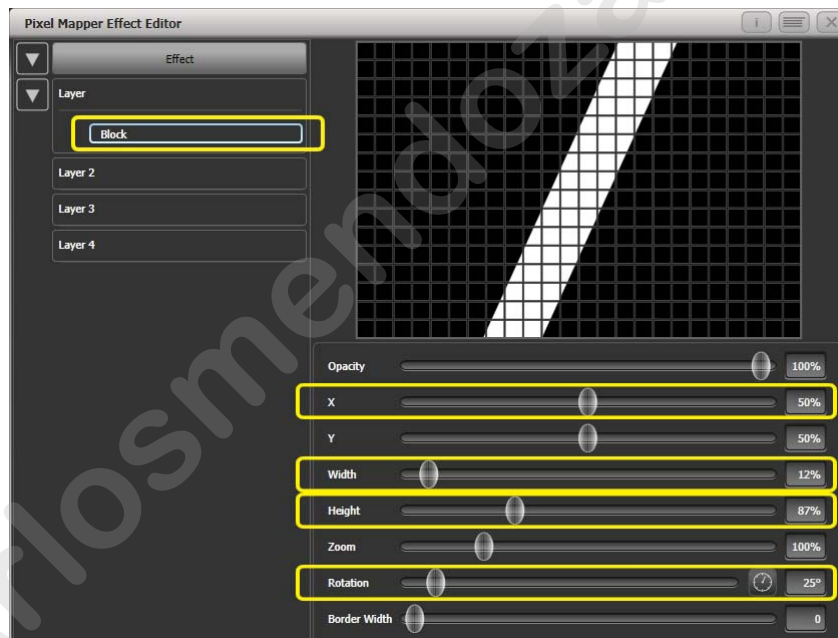 Pixel Mapper Effect Editor
i
Effect
Layer
Block
Layer 2
Layer 3
Layer 4
Opacity 100%
X 50%
Y 50%
Width 12%
Height 87%
Zoom 100%
Rotation 25°
Border Width 0
rlosmendoza